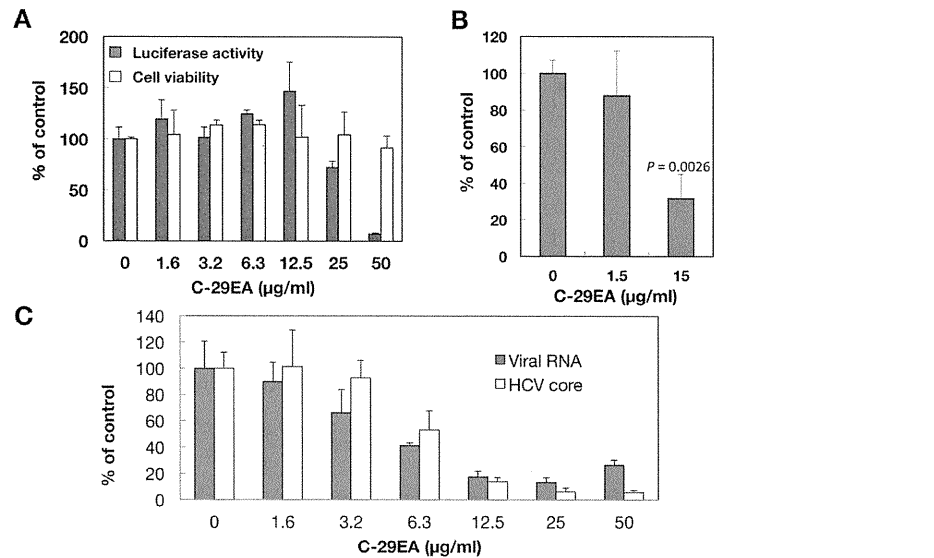 A
200
150
100
50
0
% of control
Luciferase activity
Cell viability
0 1.6 3.2 6.3 12.5 25 50
C-29EA (µg/ml)
B
120
100
80
60
40
20
0
% of control
P = 0.0026
0 1.5 15
C-29EA (µg/ml)
C
140
120
100
80
60
40
20
0
% of control
Viral RNA
HCV core
0 1.6 3.2 6.3 12.5 25 50
C-29EA (µg/ml)